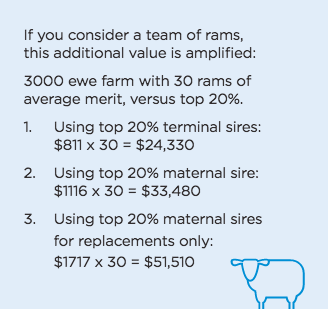 If you consider a team of rams,
this additional value is amplified:
3000 ewe farm with 30 rams of
average merit, versus top 20%.
1. Using top 20% terminal sires:
$811 x 30 = $24,330
2. Using top 20% maternal sire:
$1116 x 30 = $33,480
3. Using top 20% maternal sires
for replacements only:
$1717 x 30 = $51,510